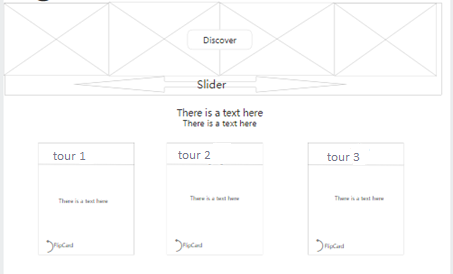 Discover
Slider
There is a text here
There is a text here
tour 1
tour 2
tour 3
There is a text here
There is a text here
There is a text here
FlipCard
FlipCard
FlipCard